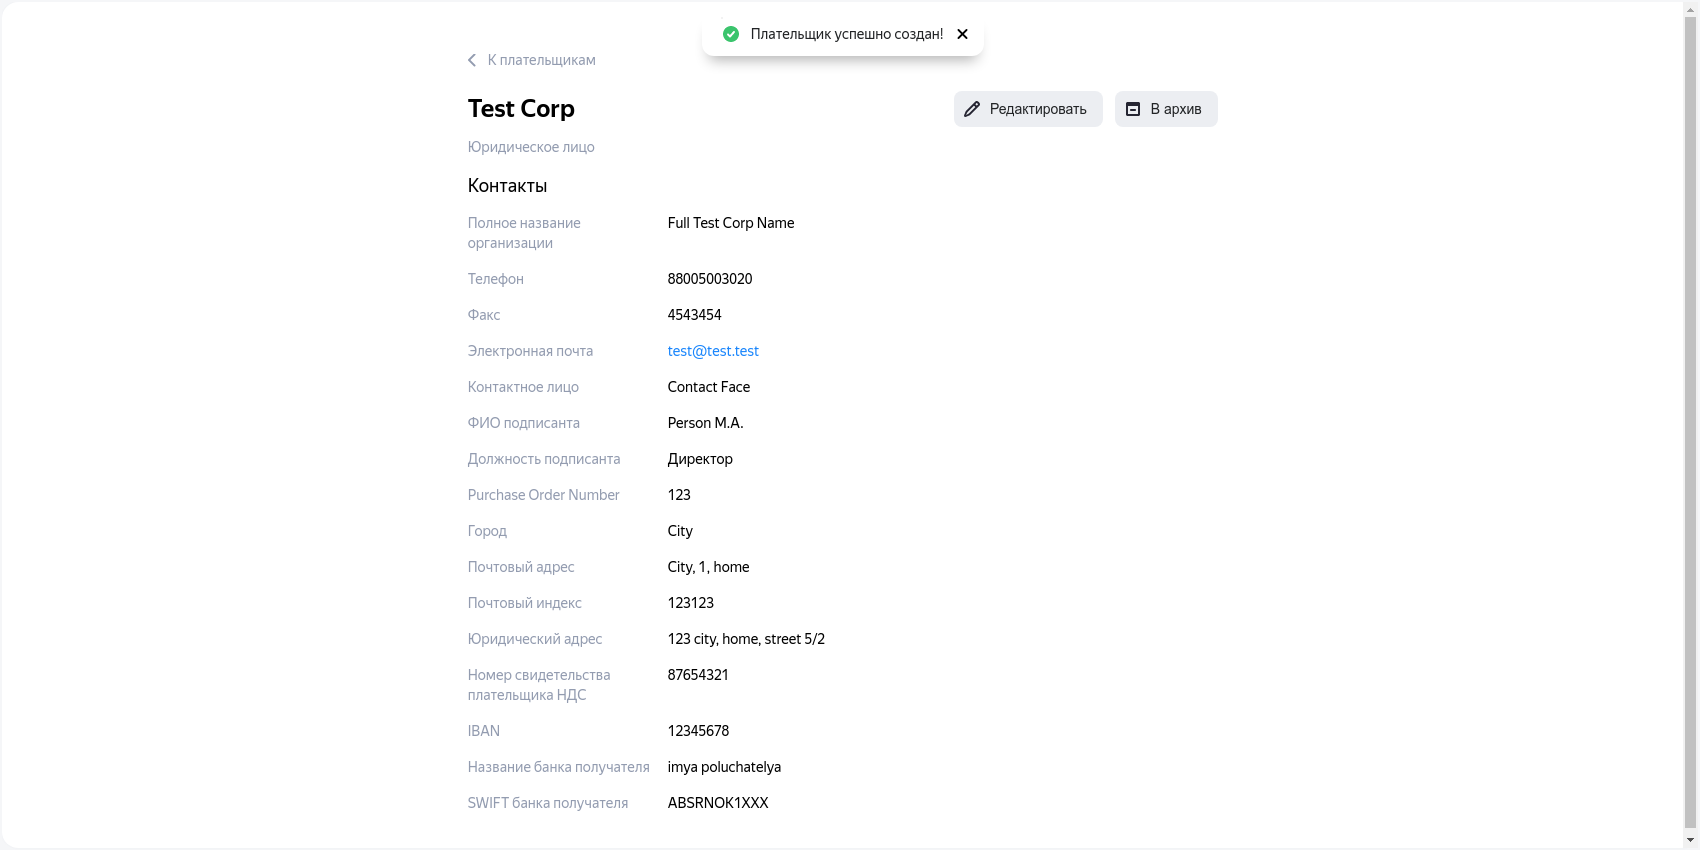 Плательщик успешно создан!
К плательщикам
Test Corp
Редактировать
В архив
Юридическое лицо
Контакты
Полное название
организации
Full Test Corp Name
Телефон
88005003020
Факс
4543454
Электронная почта
test@test.test
Контактное лицо
Contact Face
ФИО подписанта
Person M.A.
Должность подписанта
Директор
Purchase Order Number
123
Город
City
Почтовый адрес
City, 1, home
Почтовый индекс
123123
Юридический адрес
123 city, home, street 5/2
Номер свидетельства
плательщика НДС
87654321
IBAN
12345678
Название банка получателя
imya poluchatelya
SWIFT банка получателя
ABSRNOK1XXX